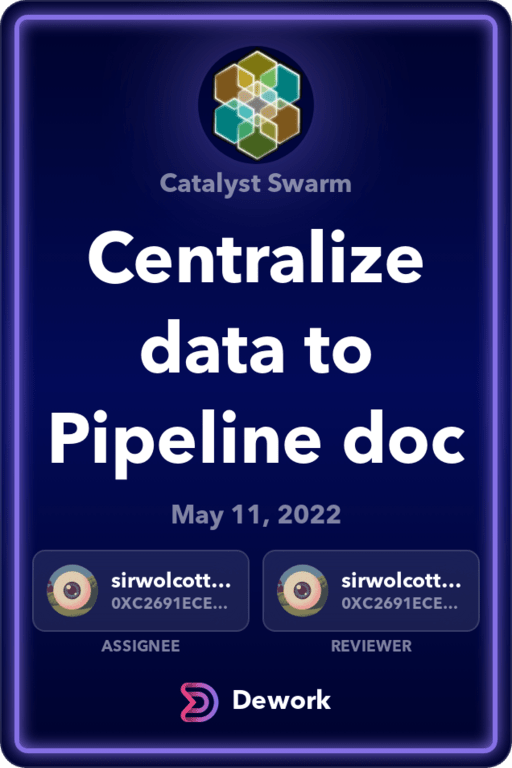 Catalyst Swarm
Centralize
data to
Pipeline doc
May 11, 2022
sirwolcott...
0XC2691ECE...
sirwolcott...
0XC2691ECE...
ASSIGNEE
REVIEWER
Dework